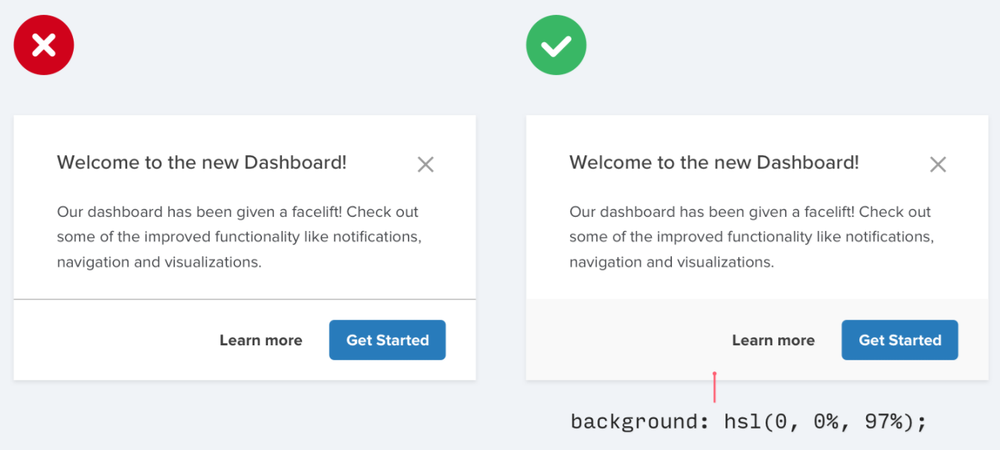 Welcome to the new Dashboard!
Our dashboard has been given a facelift! Check out
some of the improved functionality like notifications,
navigation and visualizations.
Learn more
Get Started
Welcome to the new Dashboard!
Our dashboard has been given a facelift! Check out
some of the improved functionality like notifications,
navigation and visualizations.
Learn more
Get Started
background: hsl(0, 0%, 97%);